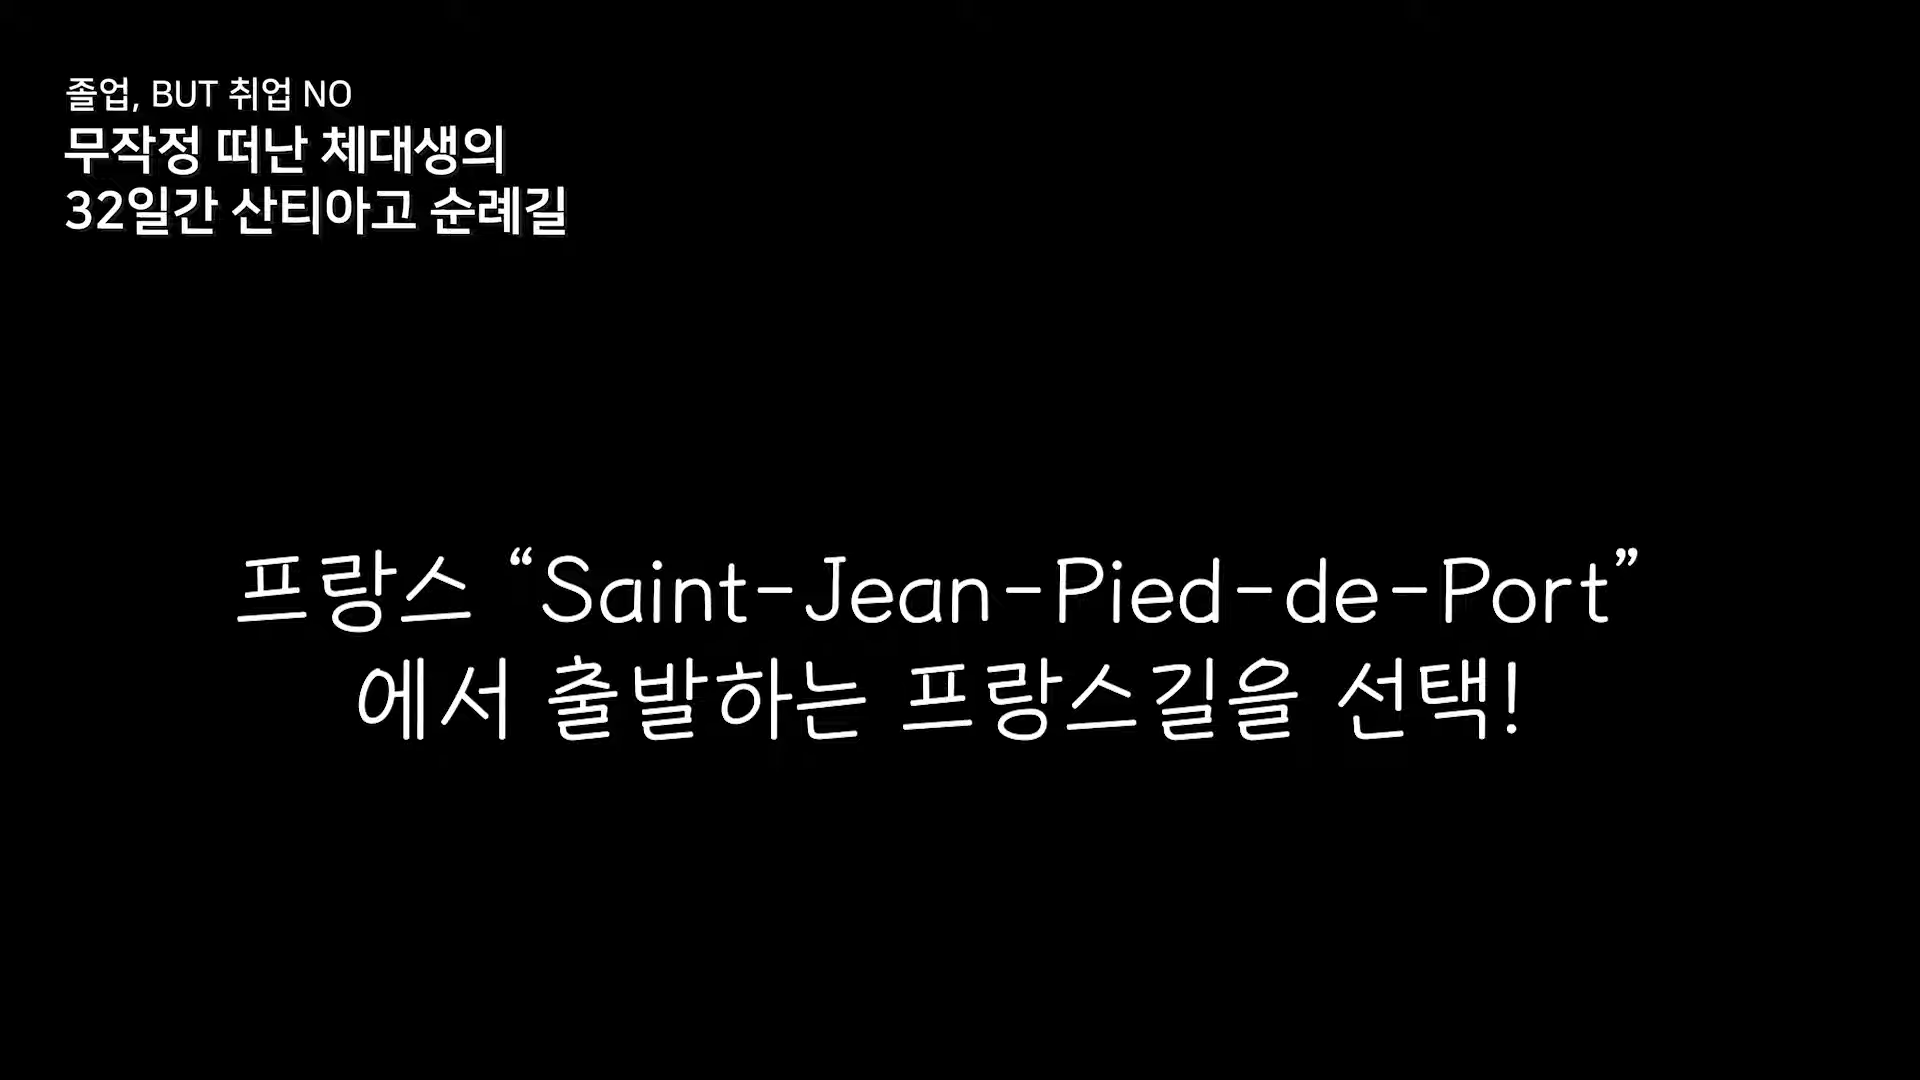 졸업, BUT 취업 NO
무작정 떠난 체대생의
32일간 산티아고 순례길
프랑스 “Saint-Jean-Pied-de-Port”
에서 출발하는 프랑스길을 선택!